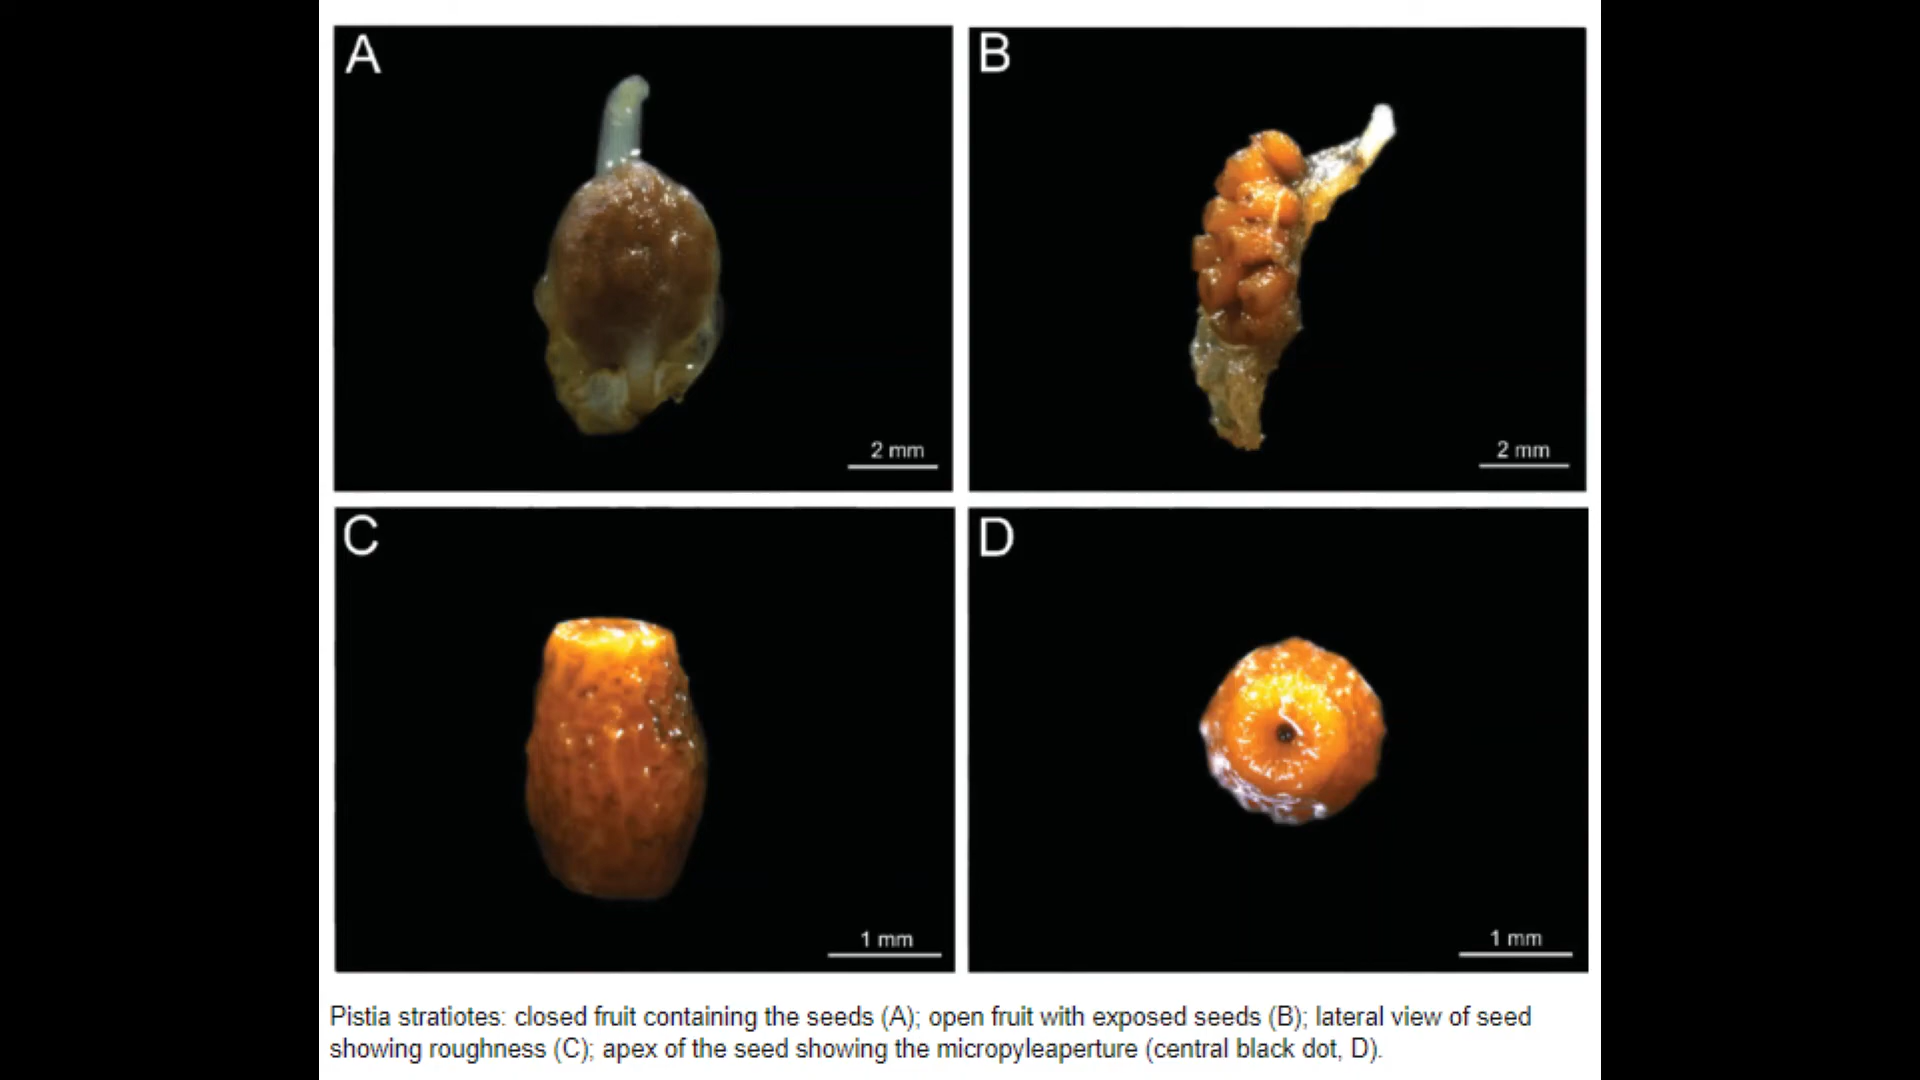 A
B
2 mm
2 mm
C
D
1 mm
1 mm
Pistia stratiotes: closed fruit containing the seeds (A); open fruit with exposed seeds (B); lateral view of seed
showing roughness (C); apex of the seed showing the micropyleaperture (central black dot, D).